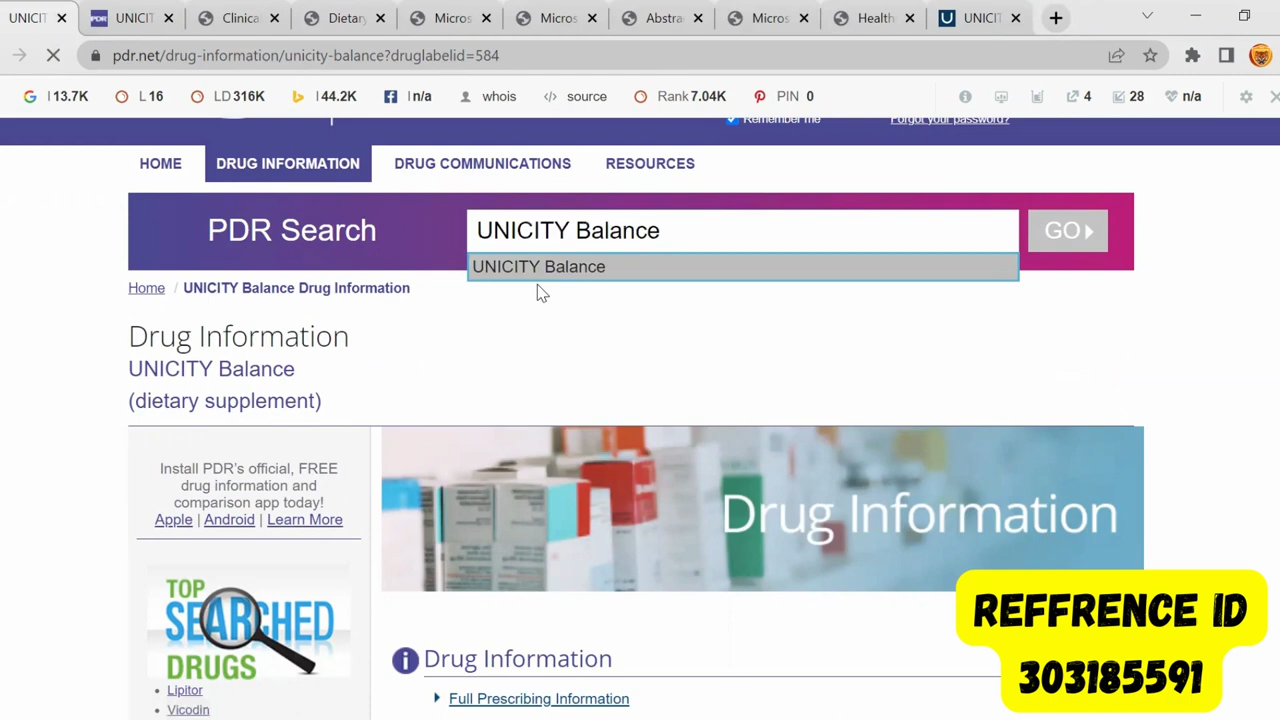 UNICIT
UNICIT
Clinica
Dietary
Micros
Micros
Abstra
Micros
Health
UNICIT
pdr.net/drug-information/unicity-balance?druglabelid=584
I 13.7K
L 16
LD 316K
I 44.2K
I n/a
whois
source
Rank 7.04K
PIN 0
4
28
n/a
Remember me
Forgot your password?
HOME
DRUG INFORMATION
DRUG COMMUNICATIONS
RESOURCES
PDR Search
UNICITY Balance
GO
UNICITY Balance
Home / UNICITY Balance Drug Information
Drug Information
UNICITY Balance
(dietary supplement)
Install PDR's official, FREE
drug information and
comparison app today!
Apple | Android | Learn More
Drug Information
TOP
SEARCHED
DRUGS
Lipitor
Vicodin
Drug Information
Full Prescribing Information
REFFRENCE ID
303185591